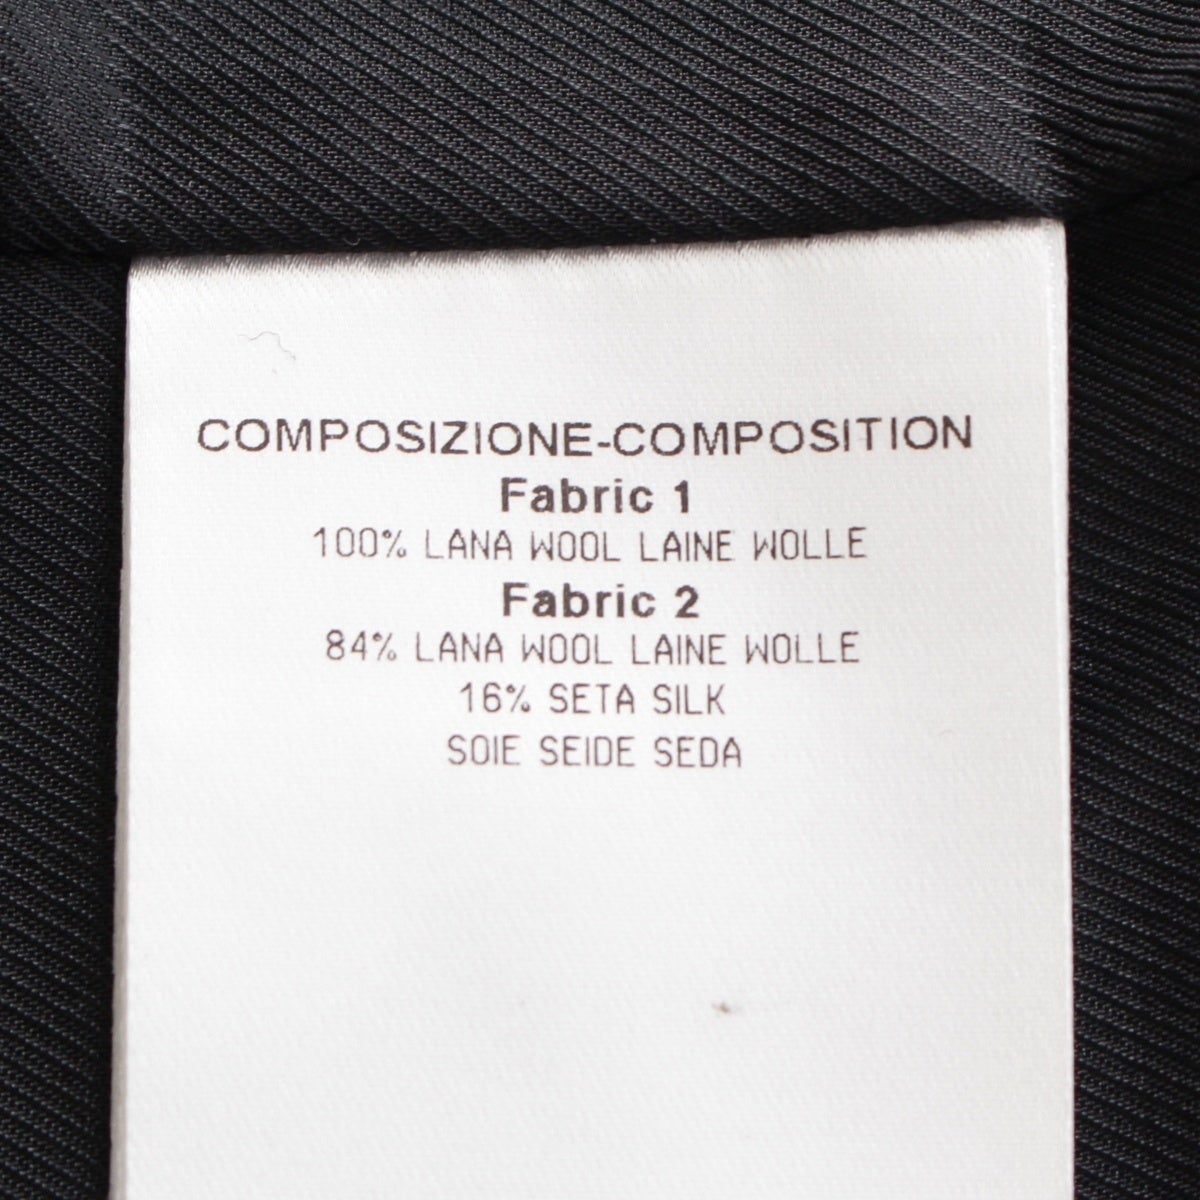 COMPOSIZIONE-COMPOSITION
Fabric 1
100% LANA WOOL LAINE WOLLE
Fabric 2
84% LANA WOOL LAINE WOLLE
16% SETA SILK
SOIE SEIDE SEDA